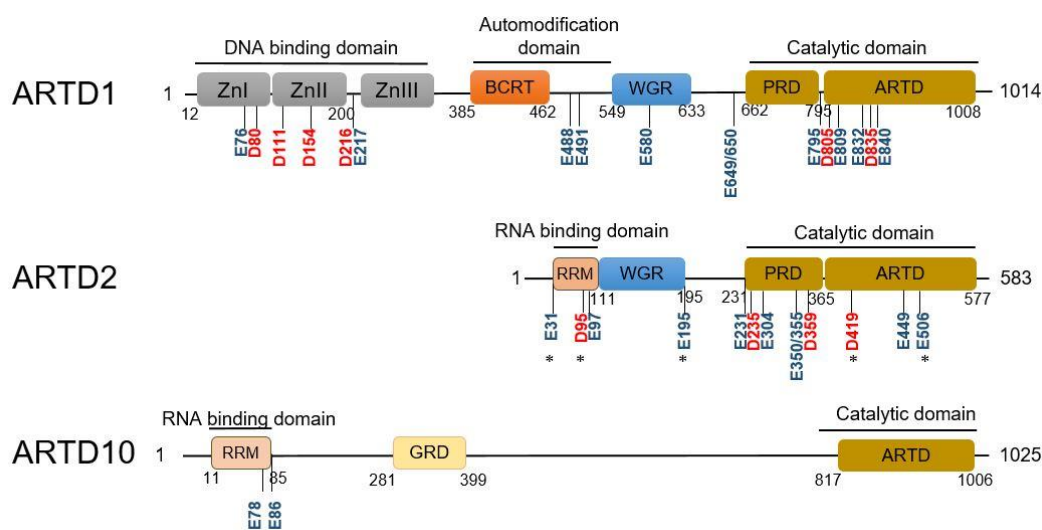 Automodification
DNA binding domain domain Catalytic domain
ARTD1 1 ZnI ZnII ZnIII BCRT WGR PRD ARTD 1014
12 200 385 462 549 633 662 795 1008
E76 D80 D111 D154 D216 E217 E488 E491 E580 E649/650 E795 D805 E809 E832 D835 E840
RNA binding domain Catalytic domain
ARTD2 1 RRM WGR PRD ARTD 583
111 195 231 365 577
E31 D95 E97 E195 E231 D235 E304 E350/355 D359 D419 E449 E506
* * * * *
RNA binding domain Catalytic domain
ARTD10 1 RRM GRD ARTD 1025
11 85 281 399 817 1006
E78 E86